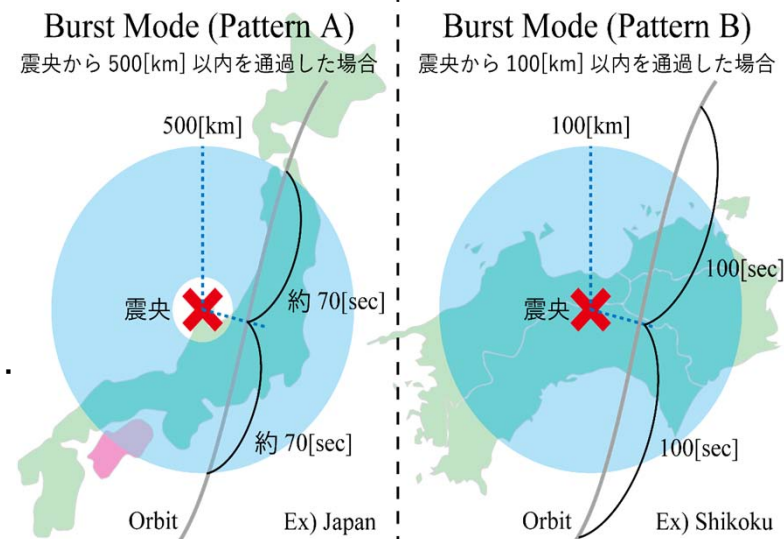 Burst Mode (Pattern A)
震央から 500[km] 以内を通過した場合
500[km]
震央
約 70[sec]
約 70[sec]
Orbit
Ex) Japan
Burst Mode (Pattern B)
震央から 100[km] 以内を通過した場合
100[km]
100[sec]
震央
100[sec]
Orbit
Ex) Shikoku